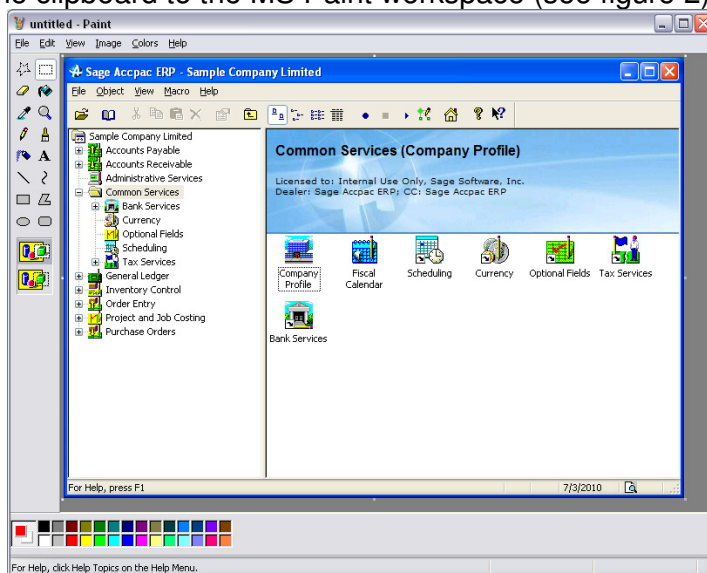 clipboard to the MS Paint workspace (see figure 2)
untitled - Paint
File Edit View Image Colors Help
Sage Accpac ERP - Sample Company Limited
File Object View Macro Help
Sample Company Limited
Accounts Payable
Accounts Receivable
Administrative Services
Common Services
Bank Services
Currency
Optional Fields
Scheduling
Tax Services
General Ledger
Inventory Control
Order Entry
Project and Job Costing
Purchase Orders
Common Services (Company Profile)
Licensed to: Internal Use Only, Sage Software, Inc.
Dealer: Sage Accpac ERP; CC: Sage Accpac ERP
Company Profile
Fiscal Calendar
Scheduling
Currency
Optional Fields
Tax Services
Bank Services
For Help, press F1
7/3/2010
For Help, click Help Topics on the Help Menu.